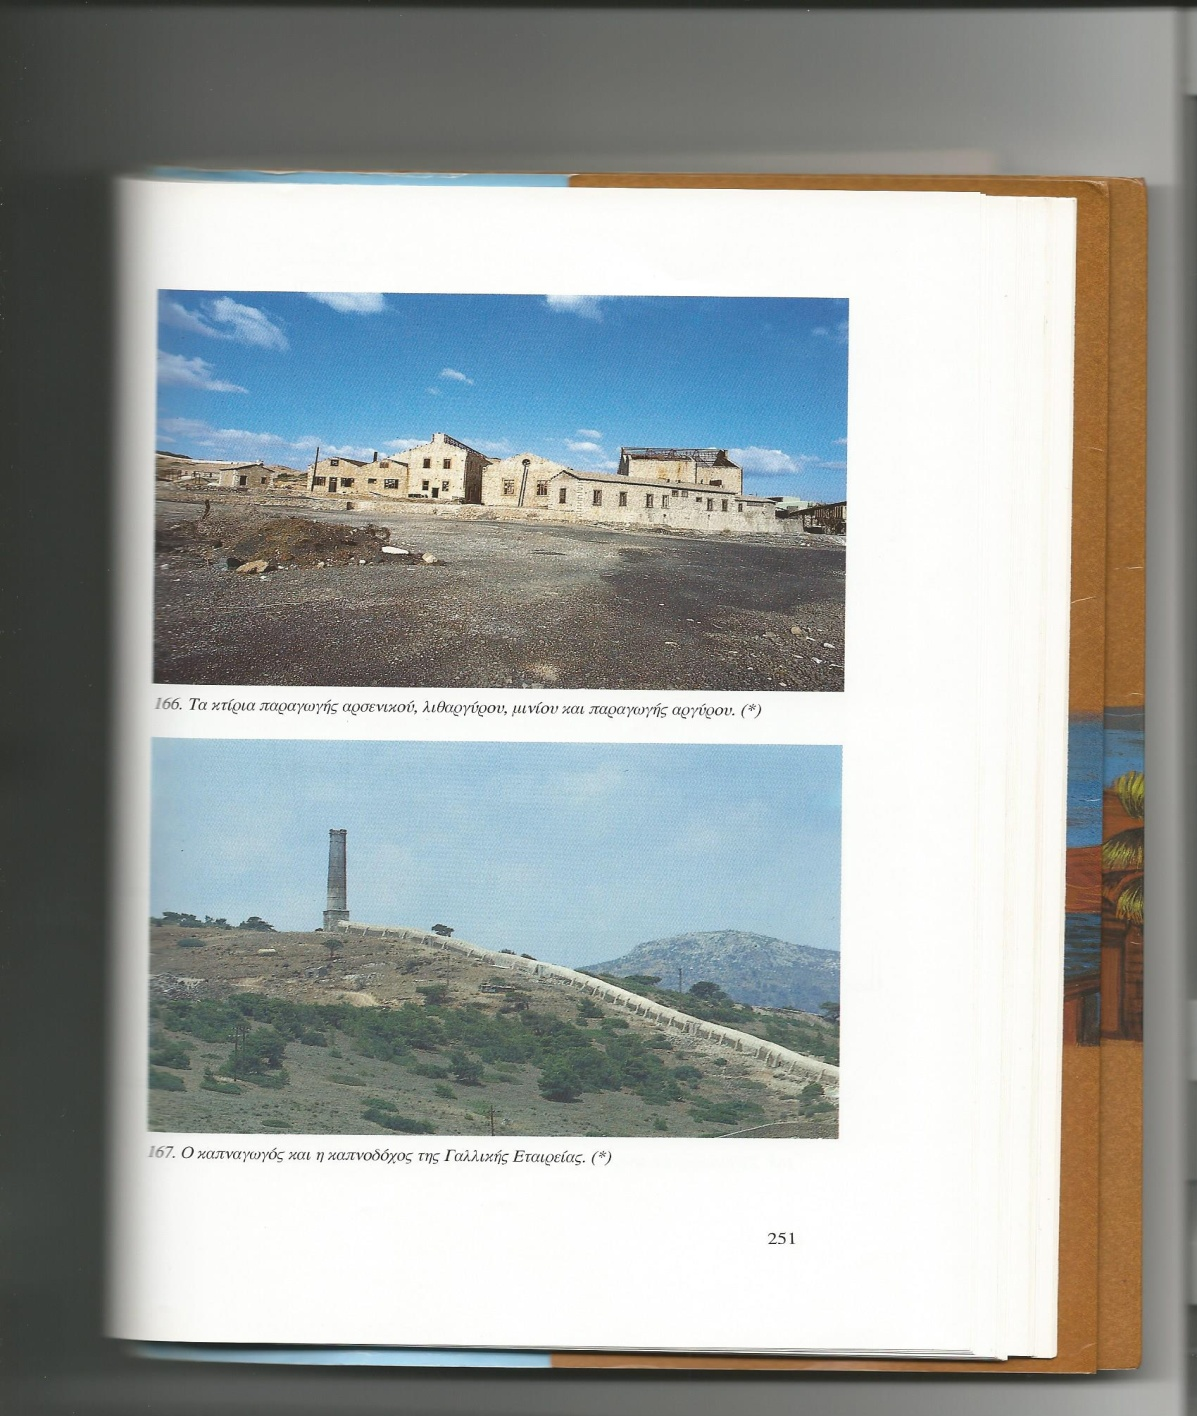 166. Τα κτίρια παραγωγής αρσενικού, λιθαργύρου, μινίου και παραγωγής αργύρου. (*)
167. Ο καπναγωγός και η καπνοδόχος της Γαλλικής Εταιρείας. (*)
251